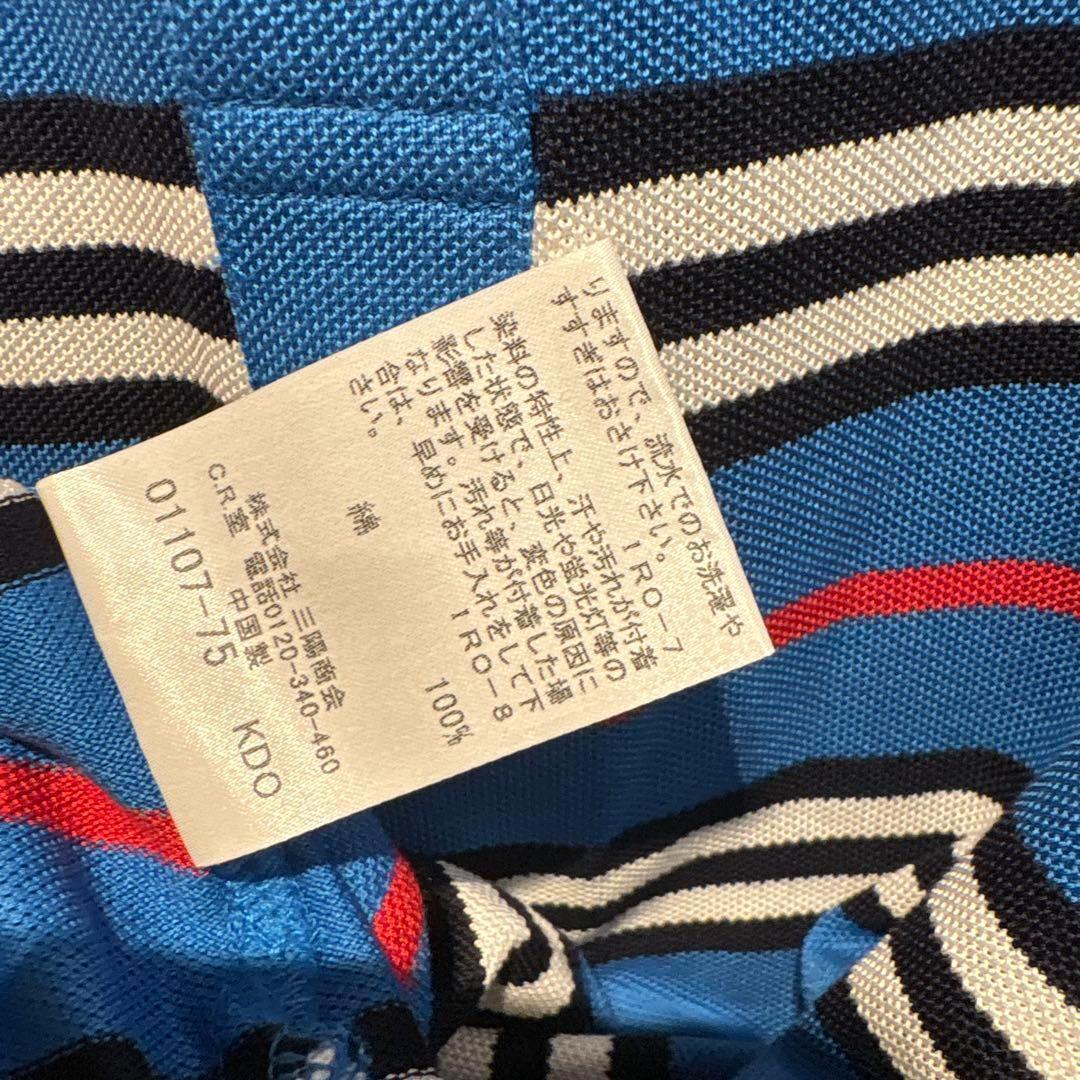 りますので、流水でのお洗濯や
すすぎはおさけ下さい。
IRO-7
染料の特性上、汗や汚れが付着
した状態で、日光や蛍光灯等の
影響を受けると、変色の原因に
なります。汚れ等が付着した場
合は、早めにお手入れをして下
さい。
IRO-8
綿 100%
株式会社 三陽商会
C.R.室 電話0120-340-460
中国製
01107-75 KDO